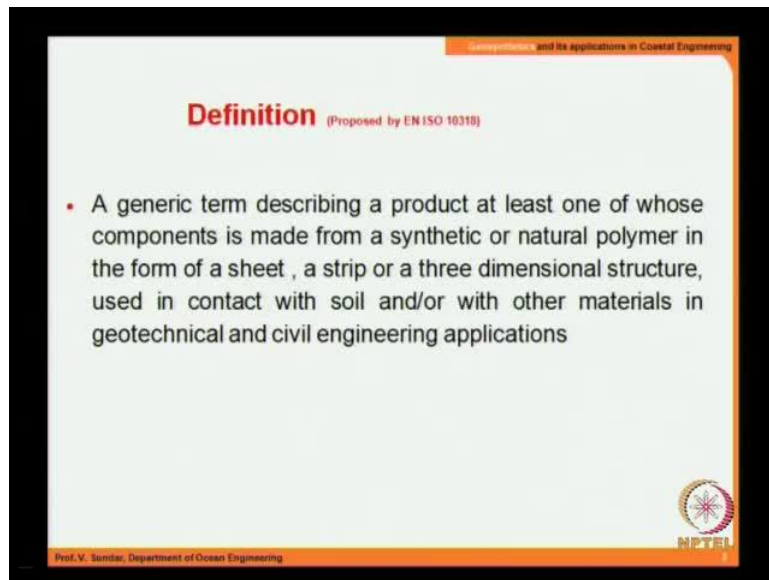 Geosynthetics and its applications in Coastal Engineering
Definition (Proposed by EN ISO 10318)
• A generic term describing a product at least one of whose
components is made from a synthetic or natural polymer in
the form of a sheet , a strip or a three dimensional structure,
used in contact with soil and/or with other materials in
geotechnical and civil engineering applications
NPTEL
Prof. V. Sundar, Department of Ocean Engineering